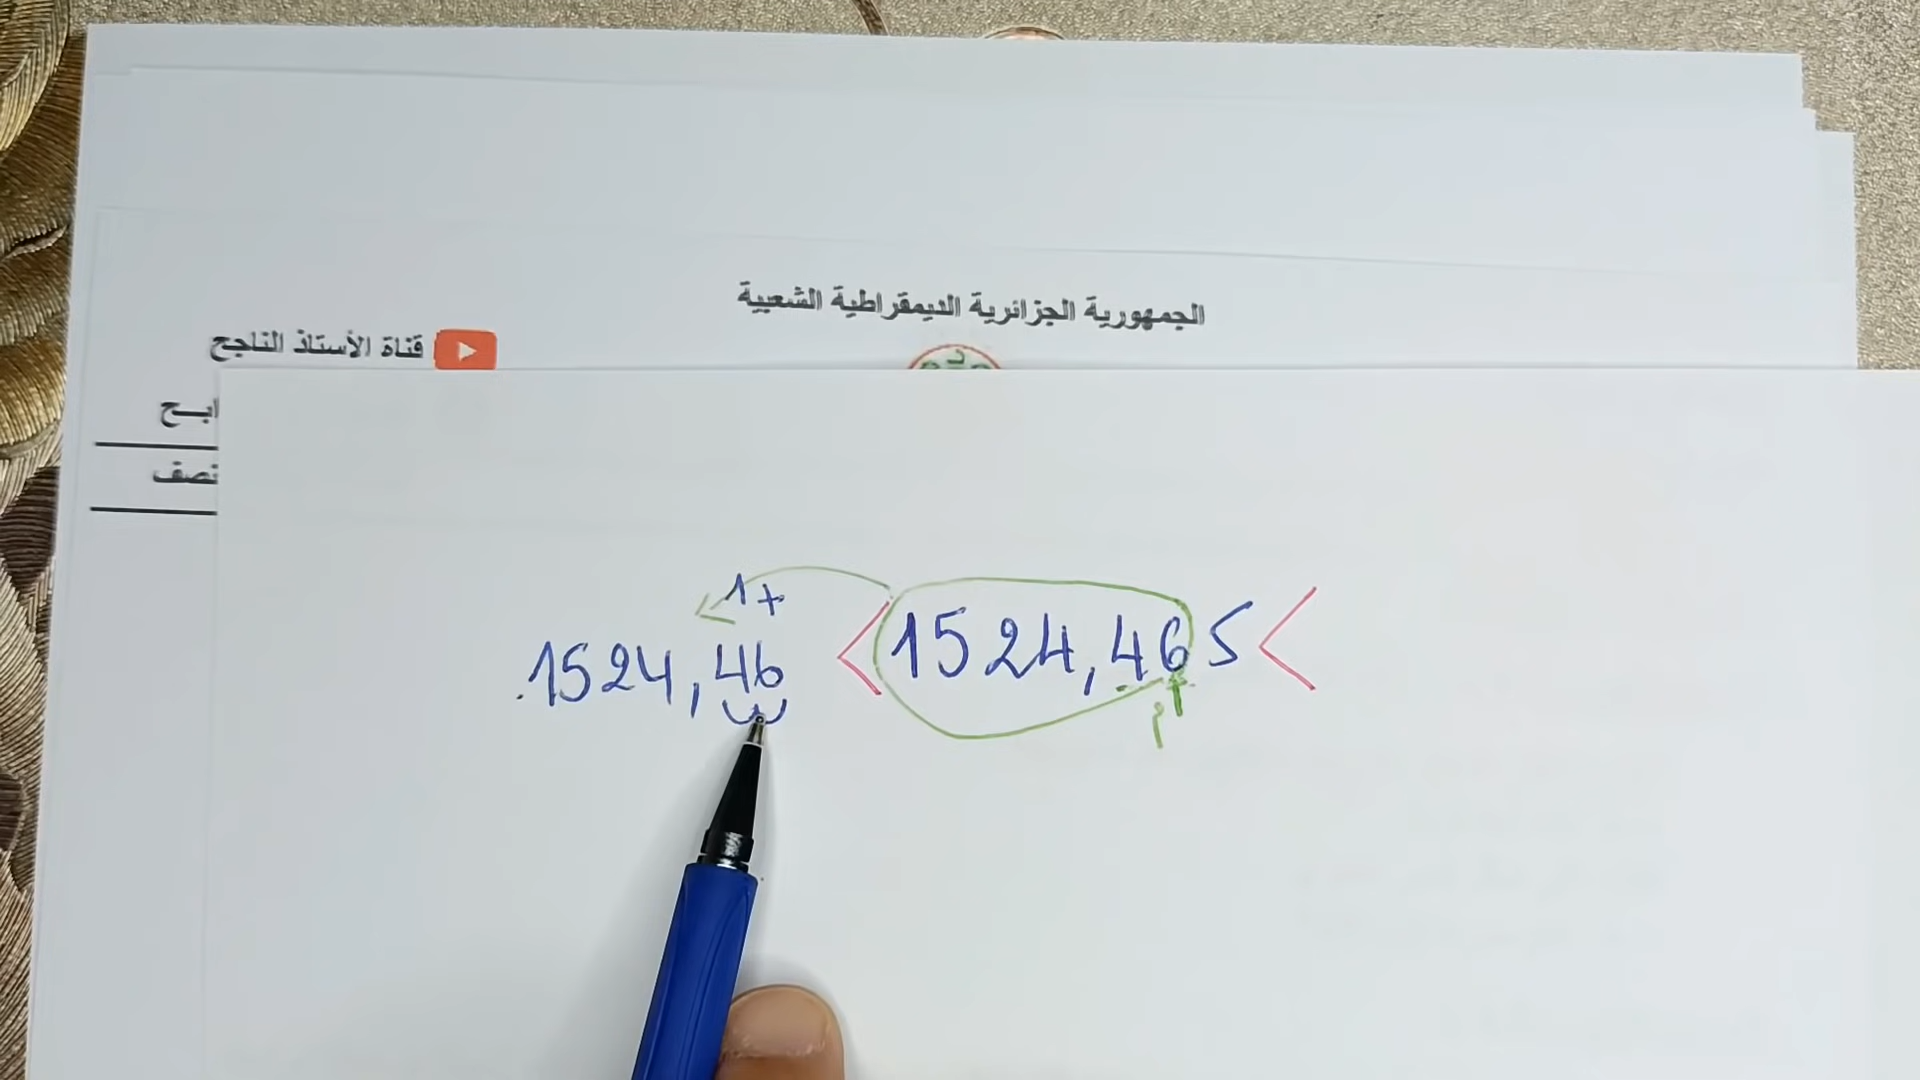 الجمهورية الجزائرية الديمقراطية الشعبية
قناة الأستاذ الناجح
1+
1524,46 < 1524,465 <